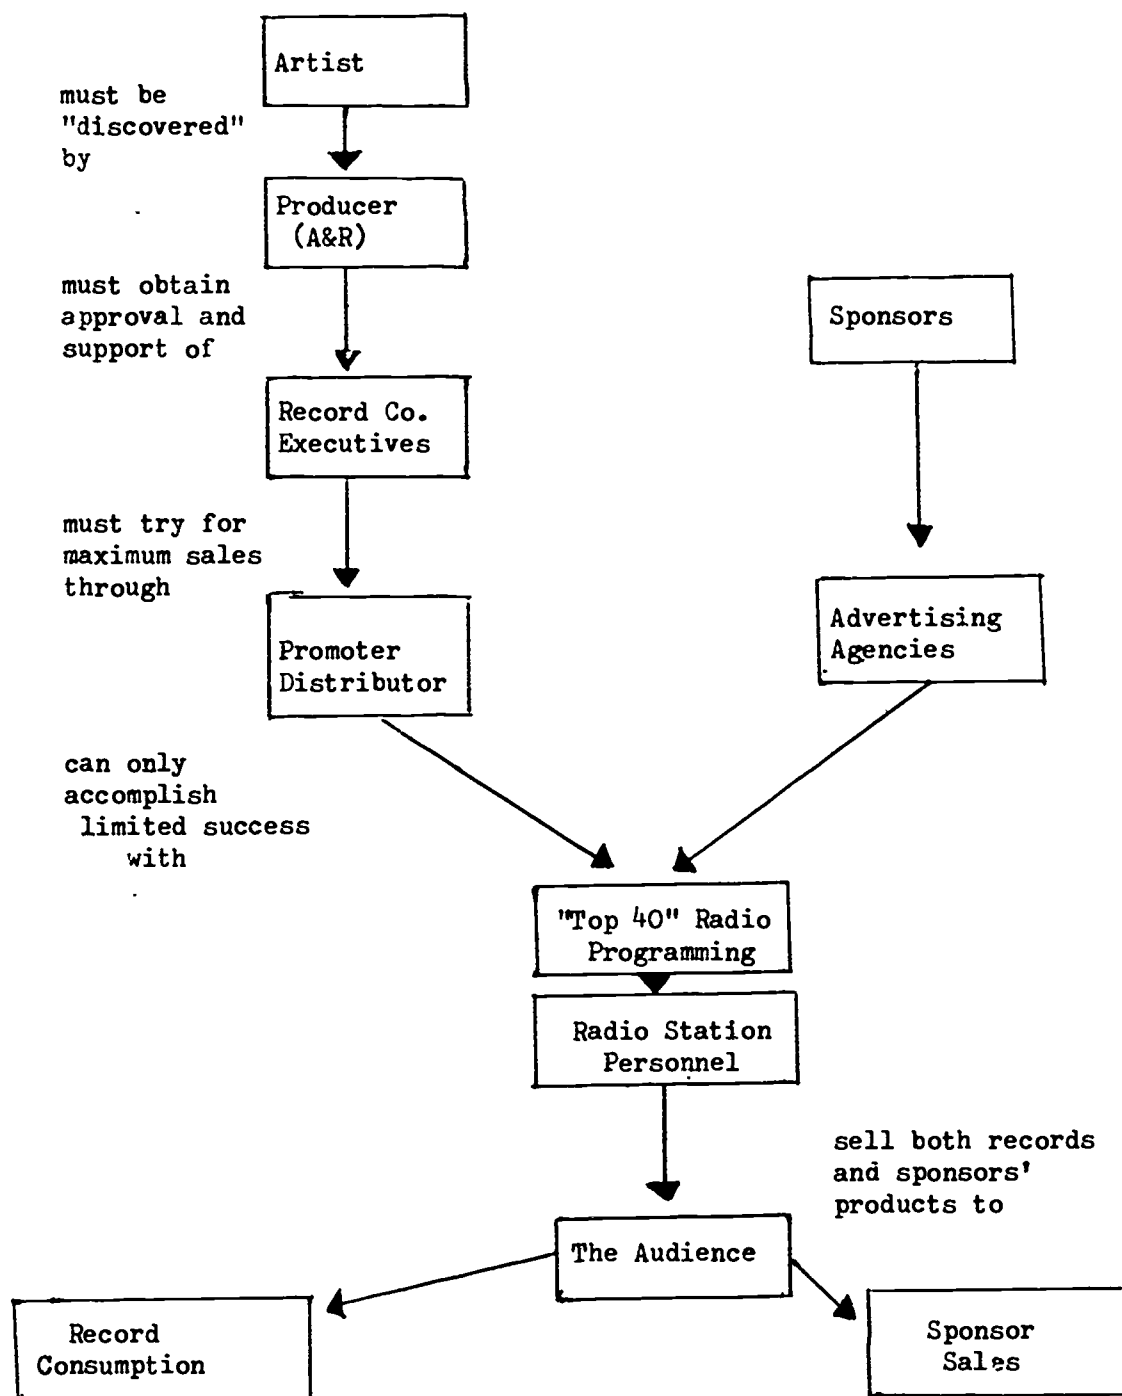 Artist
must be
"discovered"
by
Producer
(A&R)
must obtain
approval and
support of
Sponsors
Record Co.
Executives
must try for
maximum sales
through
Promoter
Distributor
Advertising
Agencies
can only
accomplish
limited success
with
"Top 40" Radio
Programming
Radio Station
Personnel
sell both records
and sponsors'
products to
The Audience
Record
Consumption
Sponsor
Sales